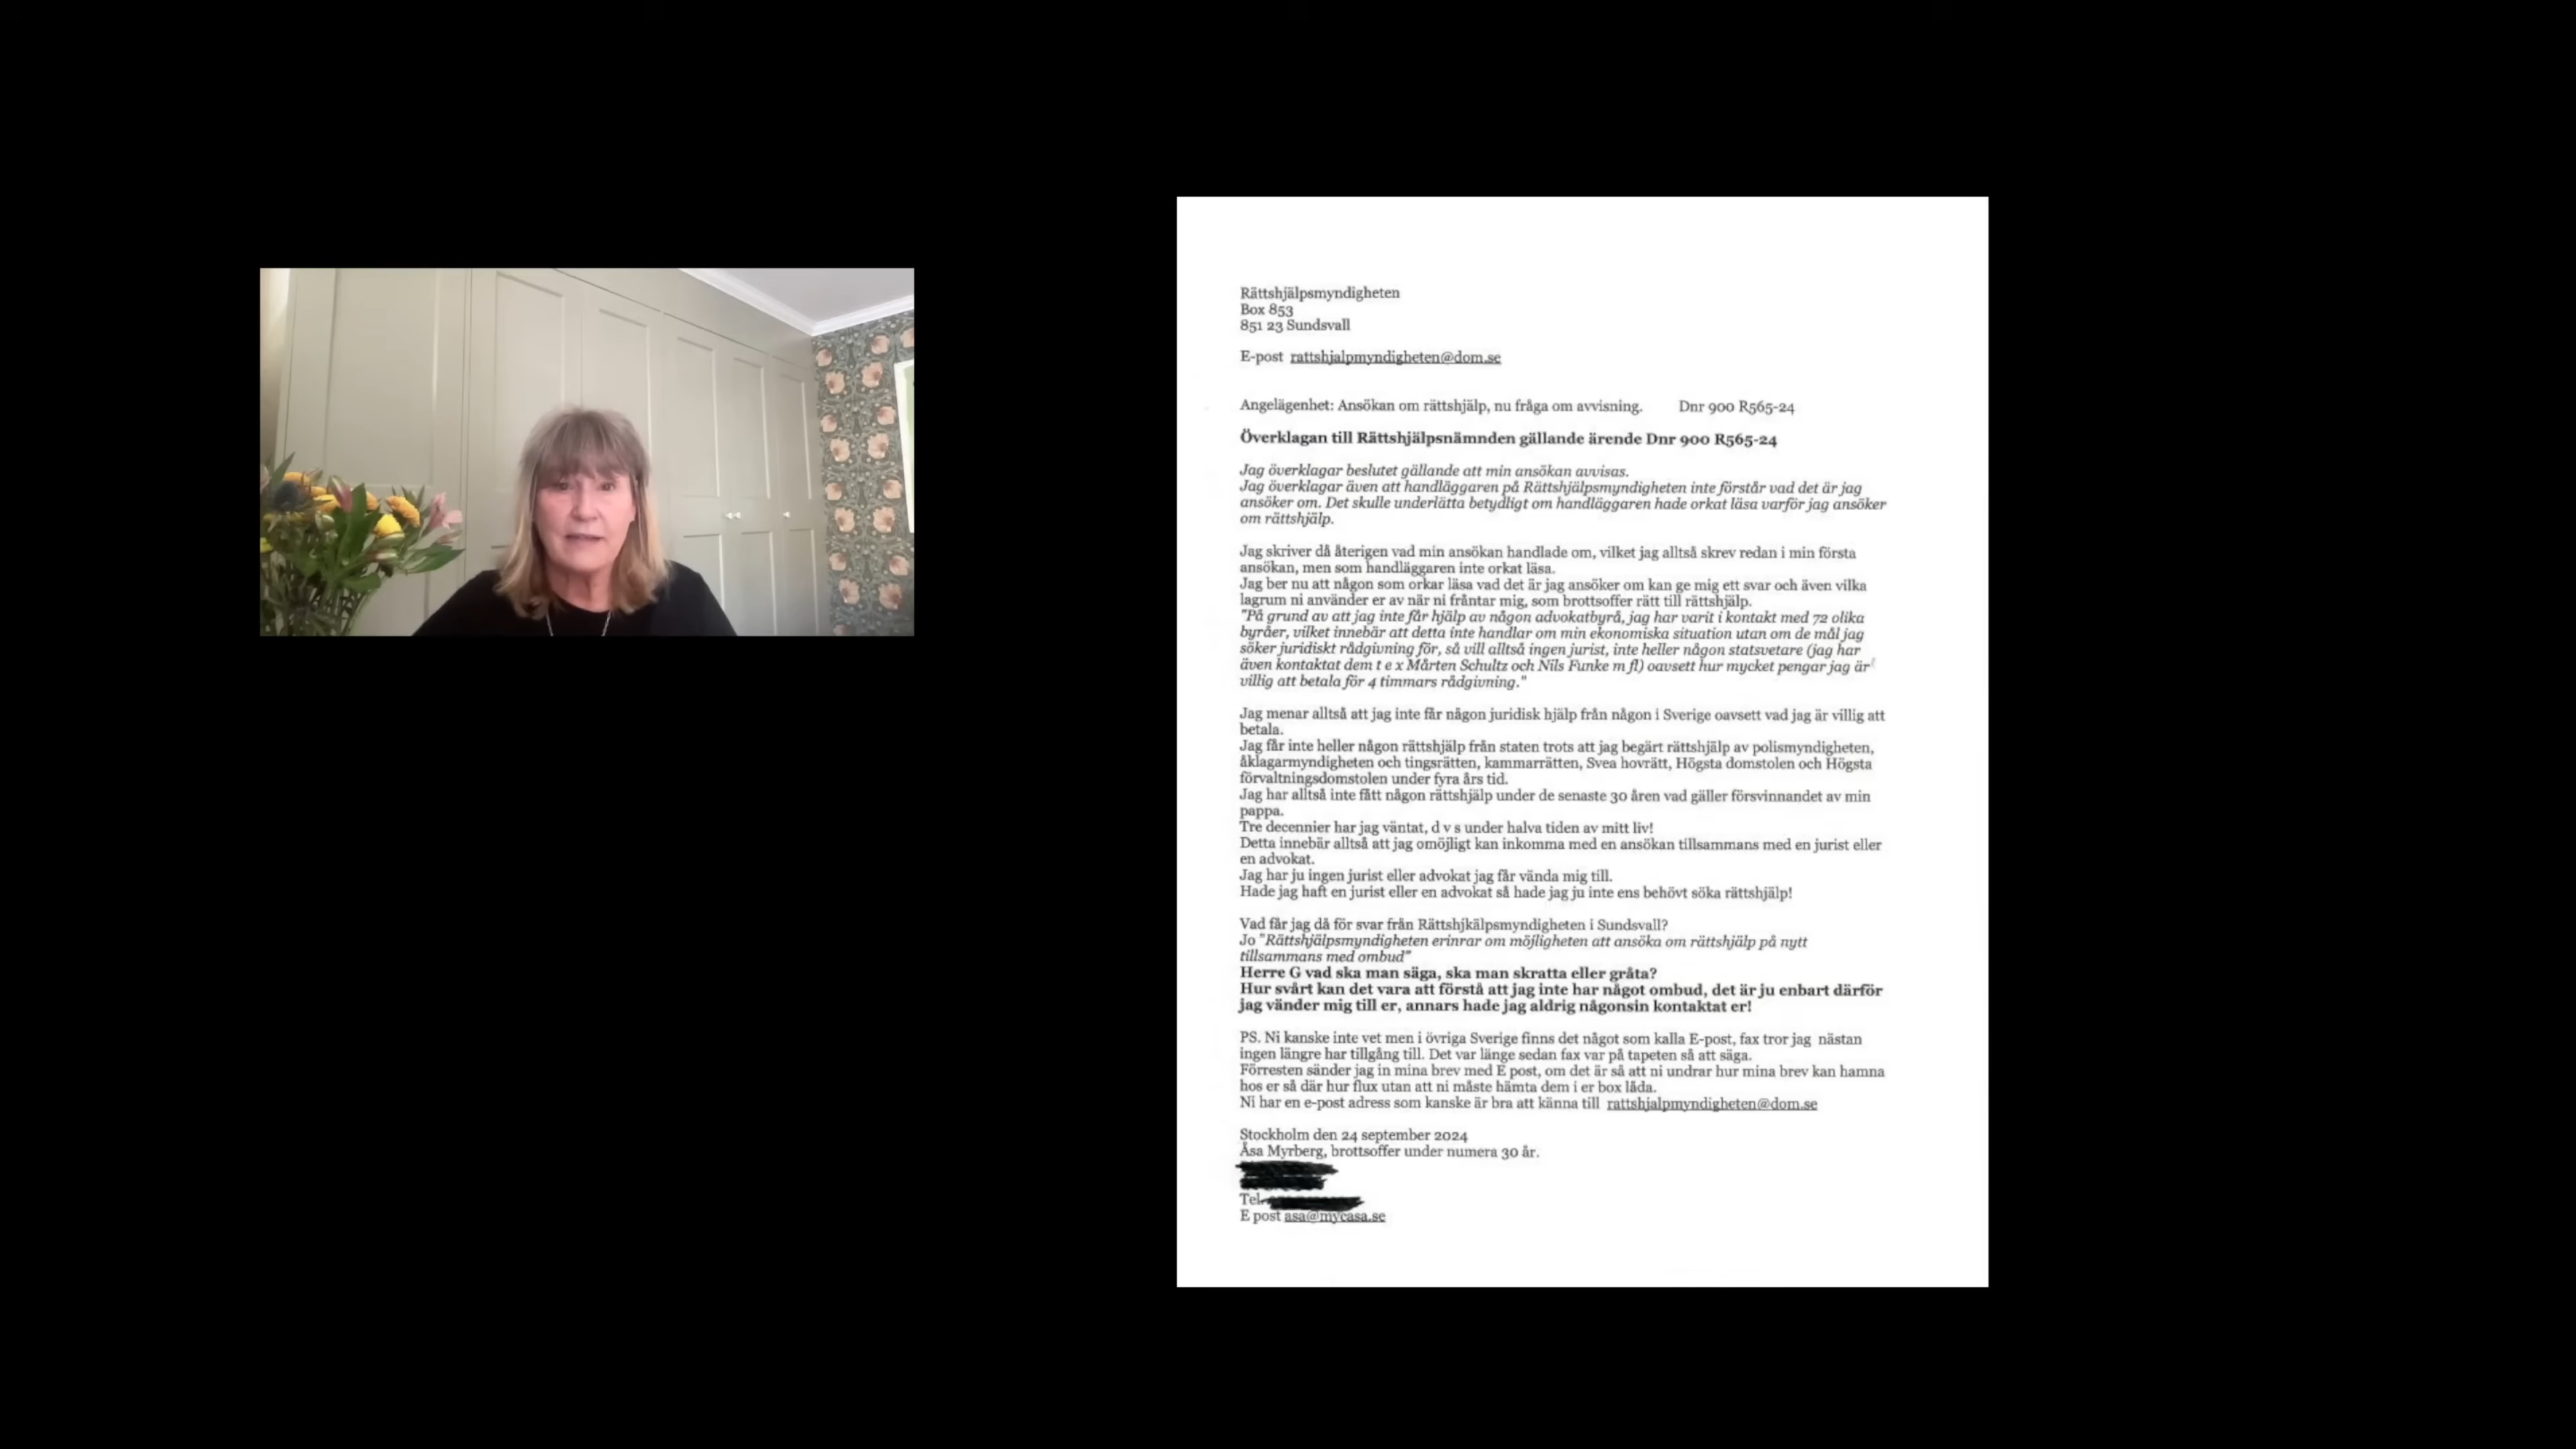 Rättshjälpsmyndigheten
Box 853
851 23 Sundsvall
E-post rattshjalpmyndigheten@dom.se
Angelägenhet: Ansökan om rättshjälp, nu fråga om avvisning. Dnr 900 R565-24
Överklagan till Rättshjälpsnämnden gällande ärende Dnr 900 R565-24
Jag överklagar beslutet gällande att min ansökan avvisas.
Jag överklagar även att handläggaren på Rättshjälpsmyndigheten inte förstår vad det är jag
ansöker om. Det skulle underlätta betydligt om handläggaren hade orkat läsa varför jag ansöker
om rättshjälp.
Jag skriver då återigen vad min ansökan handlade om, vilket jag alltså skrev redan i min första
ansökan, men som handläggaren inte orkat läsa.
Jag ber nu att någon som orkar läsa vad det är jag ansöker om kan ge mig ett svar och även vilka
lagrum ni använder er av när ni fråntar mig, som brottsoffer rätt till rättshjälp.
"På grund av att jag inte får hjälp av någon advokatbyrå, jag har varit i kontakt med 72 olika
byråer, vilket innebär att detta inte handlar om min ekonomiska situation utan om de mål jag
söker juridiskt rådgivning för, så vill alltså ingen jurist, inte heller någon statsvetare (jag har
även kontaktat dem t e x Mårten Schultz och Nils Funke m fl) oavsett hur mycket pengar jag är
villig att betala för 4 timmars rådgivning."
Jag menar alltså att jag inte får någon juridisk hjälp från någon i Sverige oavsett vad jag är villig att
betala.
Jag får inte heller någon rättshjälp från staten trots att jag begärt rättshjälp av polismyndigheten,
åklagarmyndigheten och tingsrätten, kammarrätten, Svea hovrätt, Högsta domstolen och Högsta
förvaltningsdomstolen under fyra års tid.
Jag har alltså inte fått någon rättshjälp under de senaste 30 åren vad gäller försvinnandet av min
pappa.
Tre decennier har jag väntat, d v s under halva tiden av mitt liv!
Detta innebär alltså att jag omöjligt kan inkomma med en ansökan tillsammans med en jurist eller
en advokat.
Jag har ju ingen jurist eller advokat jag får vända mig till.
Hade jag haft en jurist eller en advokat så hade jag ju inte ens behövt söka rättshjälp!
Vad får jag då för svar från Rättshjkälpsmyndigheten i Sundsvall?
Jo "Rättshjälpsmyndigheten erinrar om möjligheten att ansöka om rättshjälp på nytt
tillsammans med ombud"
Herre G vad ska man säga, ska man skratta eller gråta?
Hur svårt kan det vara att förstå att jag inte har något ombud, det är ju enbart därför
jag vänder mig till er, annars hade jag aldrig någonsin kontaktat er!
PS. Ni kanske inte vet men i övriga Sverige finns det något som kalla E-post, fax tror jag nästan
ingen längre har tillgång till. Det var länge sedan fax var på tapeten så att säga.
Förresten sänder jag in mina brev med E post, om det är så att ni undrar hur mina brev kan hamna
hos er så där hur flux utan att ni måste hämta dem i er box låda.
Ni har en e-post adress som kanske är bra att känna till rattshjalpmyndigheten@dom.se
Stockholm den 24 september 2024
Åsa Myrberg, brottsoffer under numera 30 år.
Tel
E post asa@mycasa.se